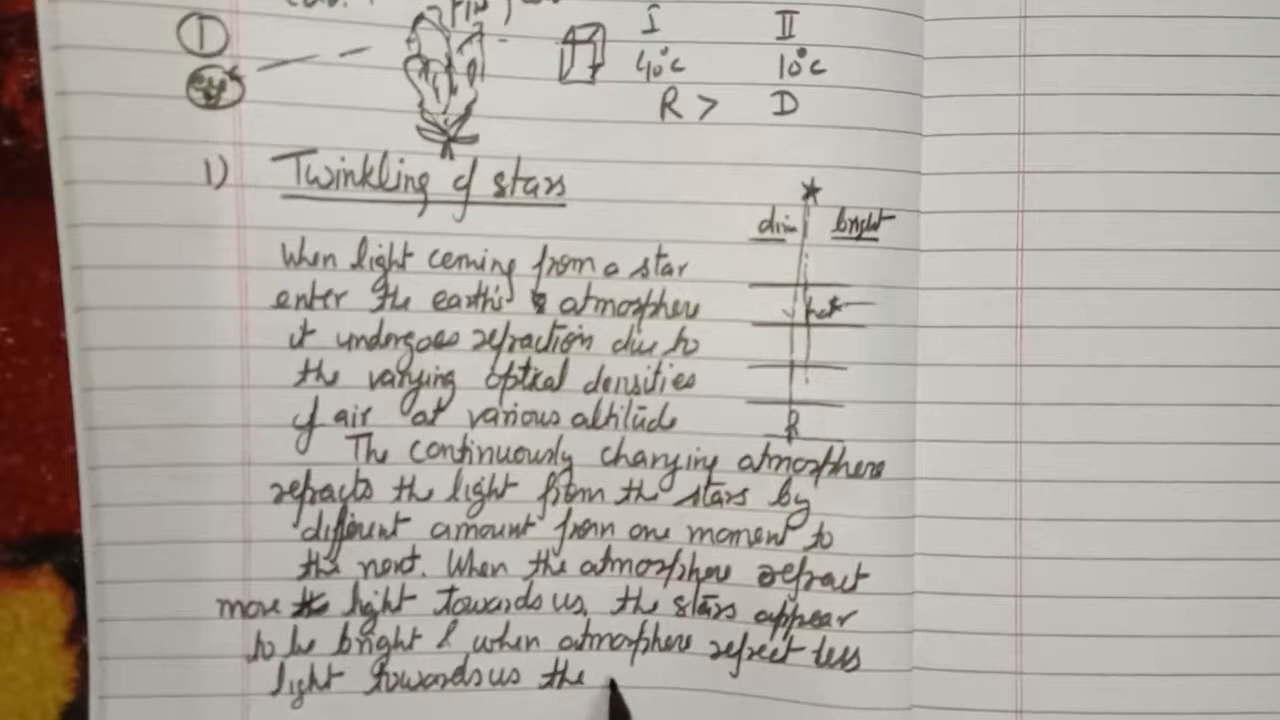 I II
40°C 10°C
R > D
1) Twinkling of stars
dim bright
When light coming from a star
enter the earth's atmosphere
hot
it undergoes refraction due to
the varying optical densities
of air at various altitude
R
The continuously changing atmosphere
refracts the light from the stars by
different amount from one moment to
the next. When the atmosphere refract
more light towards us, the stars appear
to be bright & when atmosphere refrect less
light towards us the